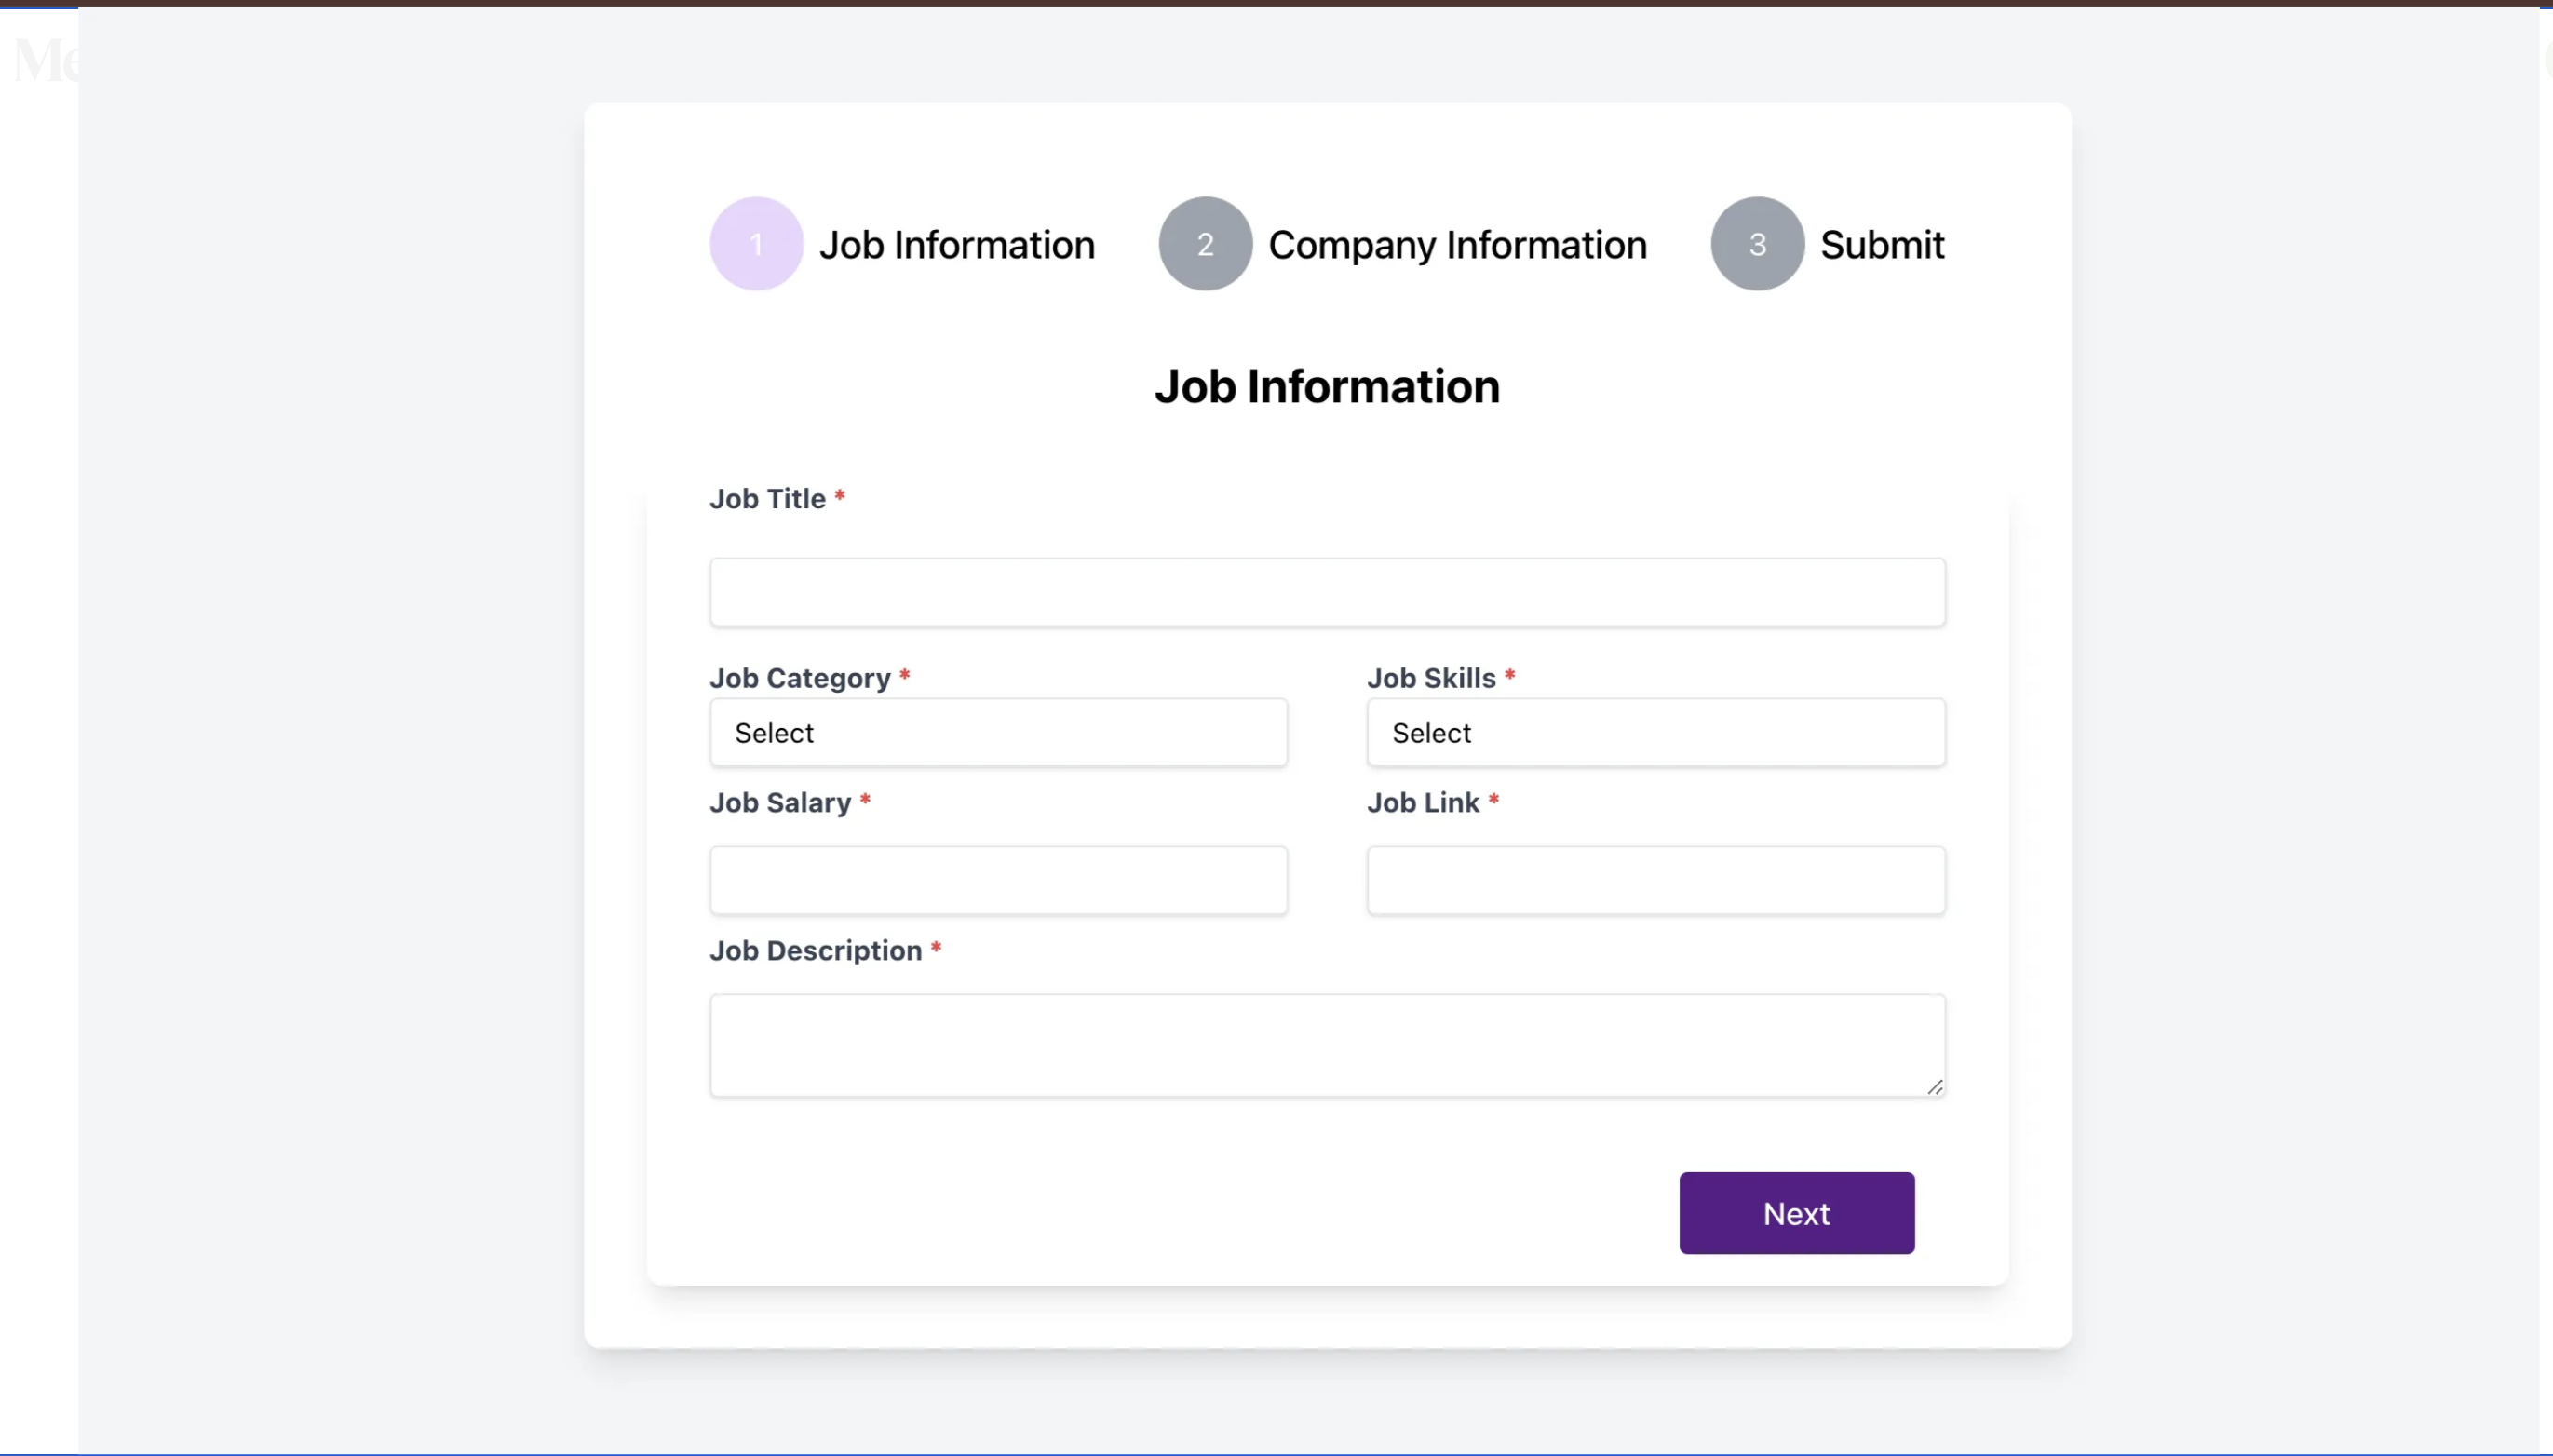 Me
1 Job Information 2 Company Information 3 Submit
Job Information
Job Title *
Job Category * Job Skills *
Select Select
Job Salary * Job Link *
Job Description *
Next